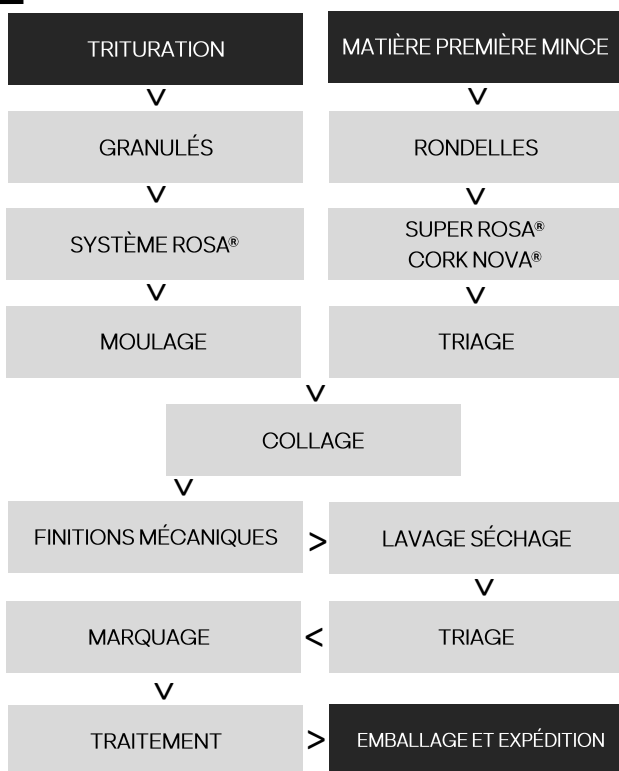 TRITURATION
MATIÈRE PREMIÈRE MINCE
GRANULÉS
RONDELLES
SYSTÈME ROSA®
SUPER ROSA®
CORK NOVA®
MOULAGE
TRIAGE
COLLAGE
FINITIONS MÉCANIQUES
LAVAGE SÉCHAGE
MARQUAGE
TRIAGE
TRAITEMENT
EMBALLAGE ET EXPÉDITION